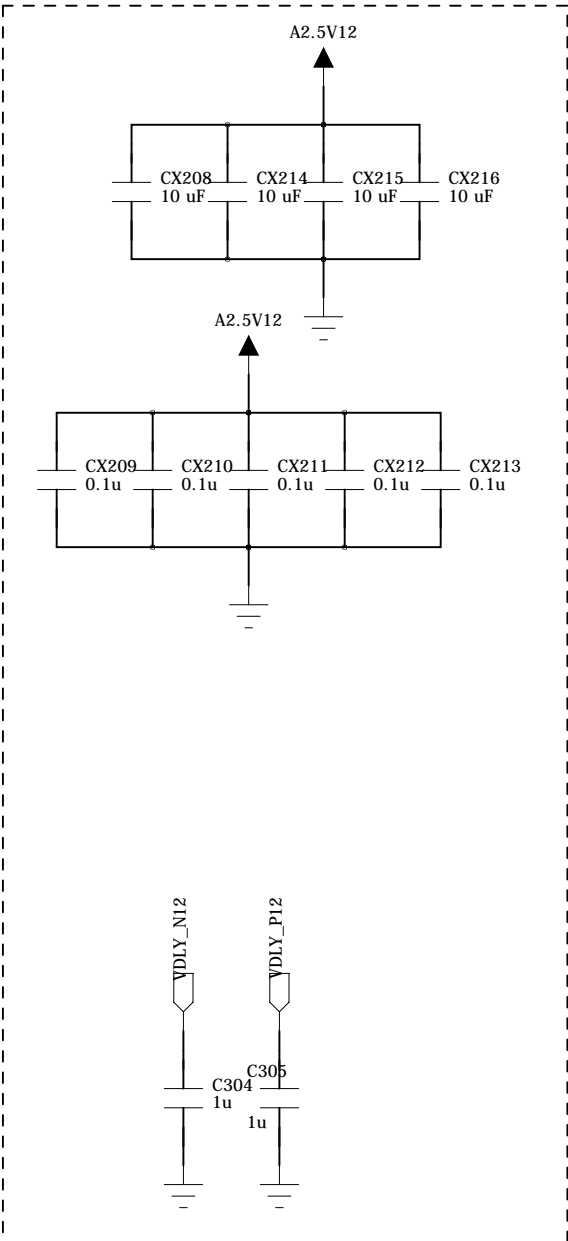 A2.5V12
CX208 CX214 CX215 CX216
10 uF 10 uF 10 uF 10 uF
A2.5V12
CX209 CX210 CX211 CX212 CX213
0.1u 0.1u 0.1u 0.1u 0.1u
VDLY_N12
VDLY_P12
C304
1u
C305
1u